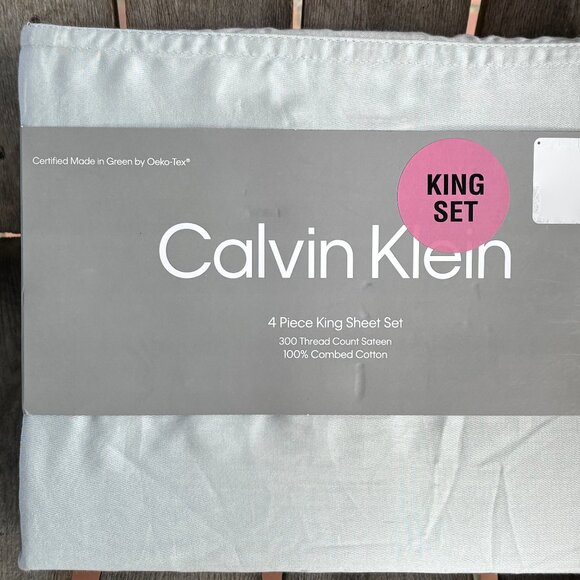 Certified Made in Green by Oeko-Tex®
KING
SET
Calvin Klein
4 Piece King Sheet Set
300 Thread Count Sateen
100% Combed Cotton